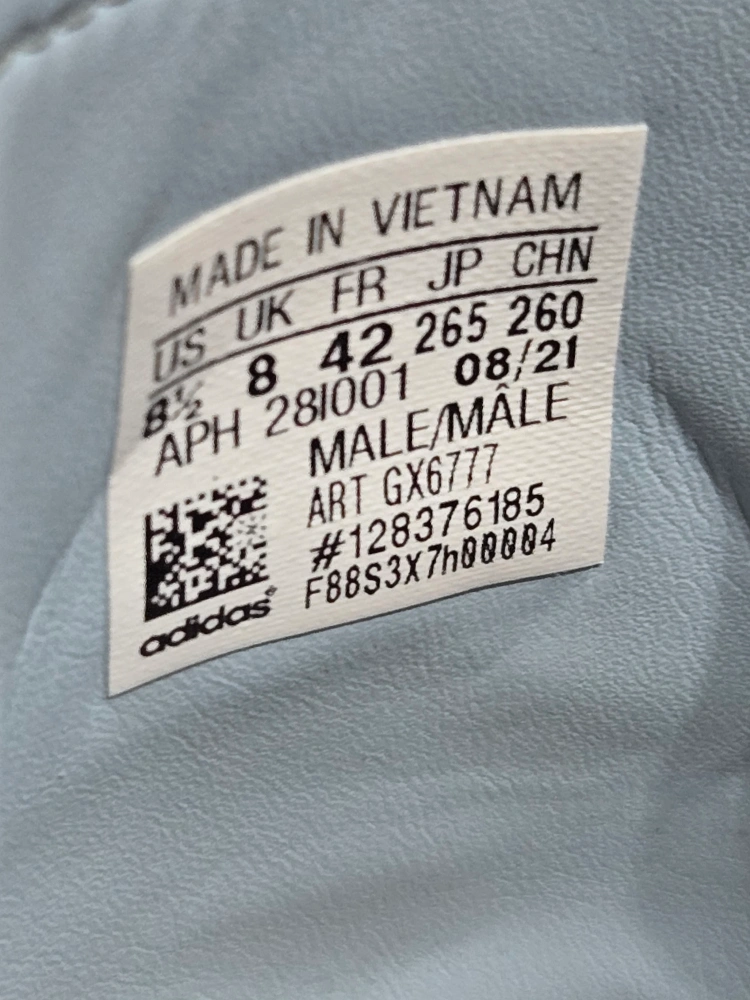 MADE IN VIETNAM
US UK FR JP CHN
8½ 8 42 265 260
APH 28I001 08/21
MALE/MÂLE
ART GX6777
#128376185
F88S3X7h00004
adidas®